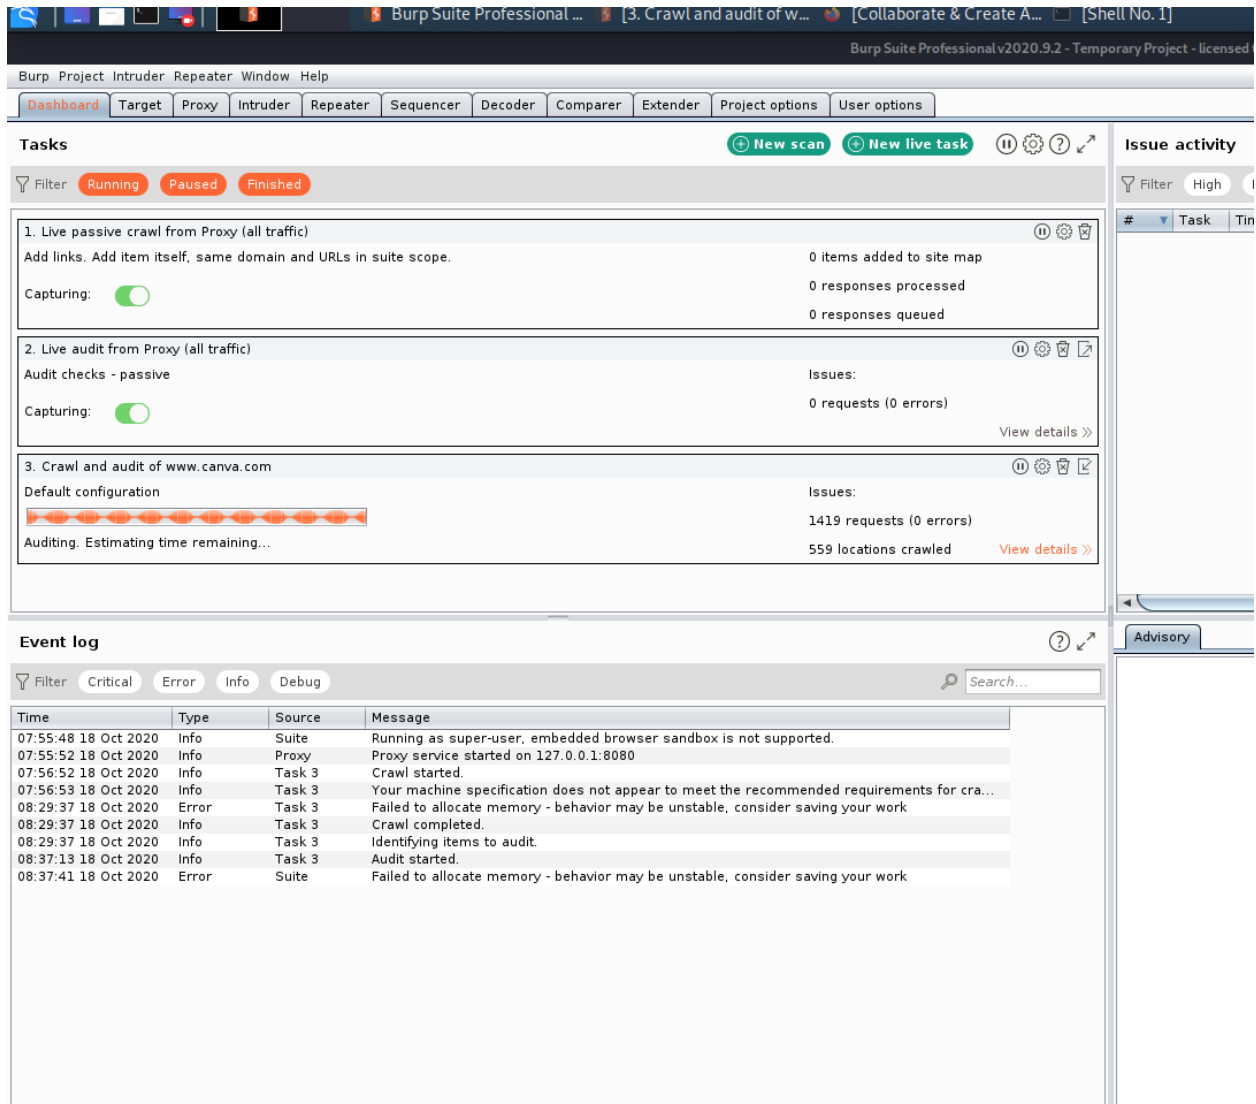 Burp Suite Professional ... [3. Crawl and audit of w... [Collaborate & Create A... [Shell No. 1]
Burp Suite Professional v2020.9.2 - Temporary Project - licensed
Burp Project Intruder Repeater Window Help
Dashboard Target Proxy Intruder Repeater Sequencer Decoder Comparer Extender Project options User options
Tasks New scan New live task Issue activity
Filter Running Paused Finished Filter High
# Task Tim
1. Live passive crawl from Proxy (all traffic)
Add links. Add item itself, same domain and URLs in suite scope. 0 items added to site map
Capturing: 0 responses processed
0 responses queued
2. Live audit from Proxy (all traffic)
Audit checks - passive Issues:
Capturing: 0 requests (0 errors)
View details »
3. Crawl and audit of www.canva.com
Default configuration Issues:
1419 requests (0 errors)
Auditing. Estimating time remaining... 559 locations crawled View details »
Event log Advisory
Filter Critical Error Info Debug Search...
Time Type Source Message
07:55:48 18 Oct 2020 Info Suite Running as super-user, embedded browser sandbox is not supported.
07:55:52 18 Oct 2020 Info Proxy Proxy service started on 127.0.0.1:8080
07:56:52 18 Oct 2020 Info Task 3 Crawl started.
07:56:53 18 Oct 2020 Info Task 3 Your machine specification does not appear to meet the recommended requirements for cra...
08:29:37 18 Oct 2020 Error Task 3 Failed to allocate memory - behavior may be unstable, consider saving your work
08:29:37 18 Oct 2020 Info Task 3 Crawl completed.
08:29:37 18 Oct 2020 Info Task 3 Identifying items to audit.
08:37:13 18 Oct 2020 Info Task 3 Audit started.
08:37:41 18 Oct 2020 Error Suite Failed to allocate memory - behavior may be unstable, consider saving your work